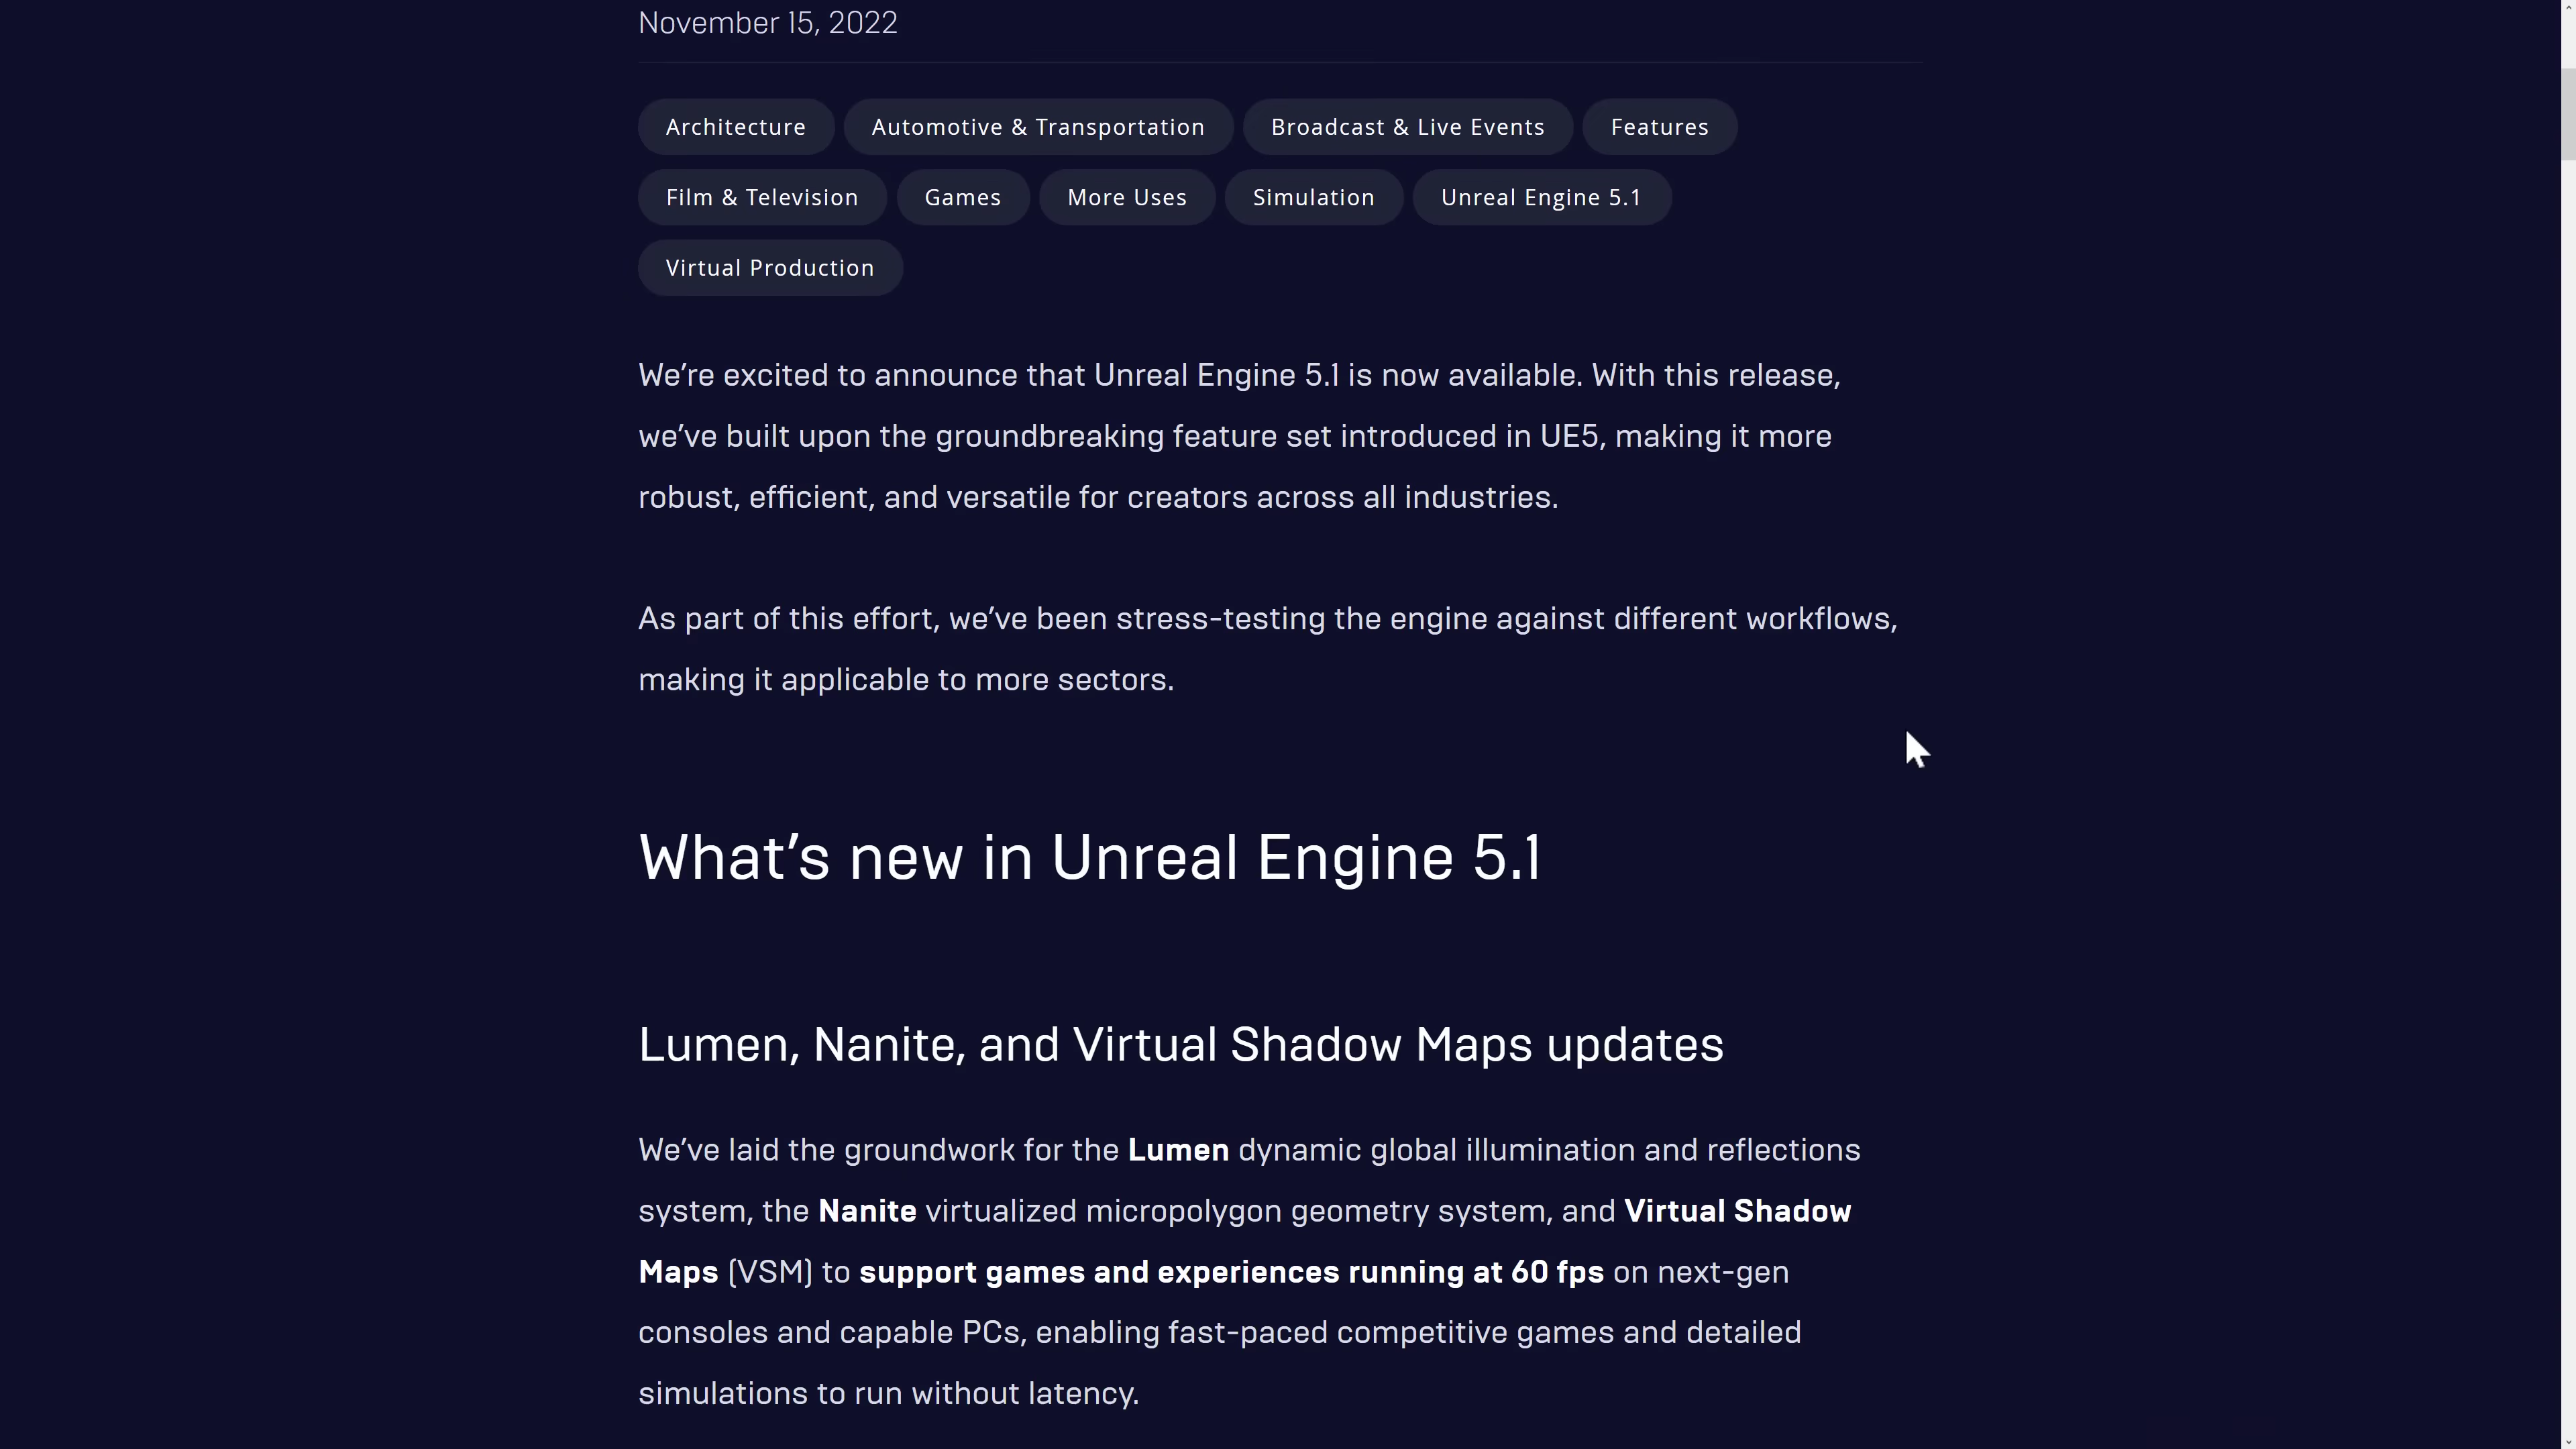 November 15, 2022
Architecture Automotive & Transportation Broadcast & Live Events Features
Film & Television Games More Uses Simulation Unreal Engine 5.1
Virtual Production
We’re excited to announce that Unreal Engine 5.1 is now available. With this release,
we’ve built upon the groundbreaking feature set introduced in UE5, making it more
robust, efficient, and versatile for creators across all industries.
As part of this effort, we’ve been stress-testing the engine against different workflows,
making it applicable to more sectors.
What’s new in Unreal Engine 5.1
Lumen, Nanite, and Virtual Shadow Maps updates
We’ve laid the groundwork for the Lumen dynamic global illumination and reflections
system, the Nanite virtualized micropolygon geometry system, and Virtual Shadow
Maps (VSM) to support games and experiences running at 60 fps on next-gen
consoles and capable PCs, enabling fast-paced competitive games and detailed
simulations to run without latency.